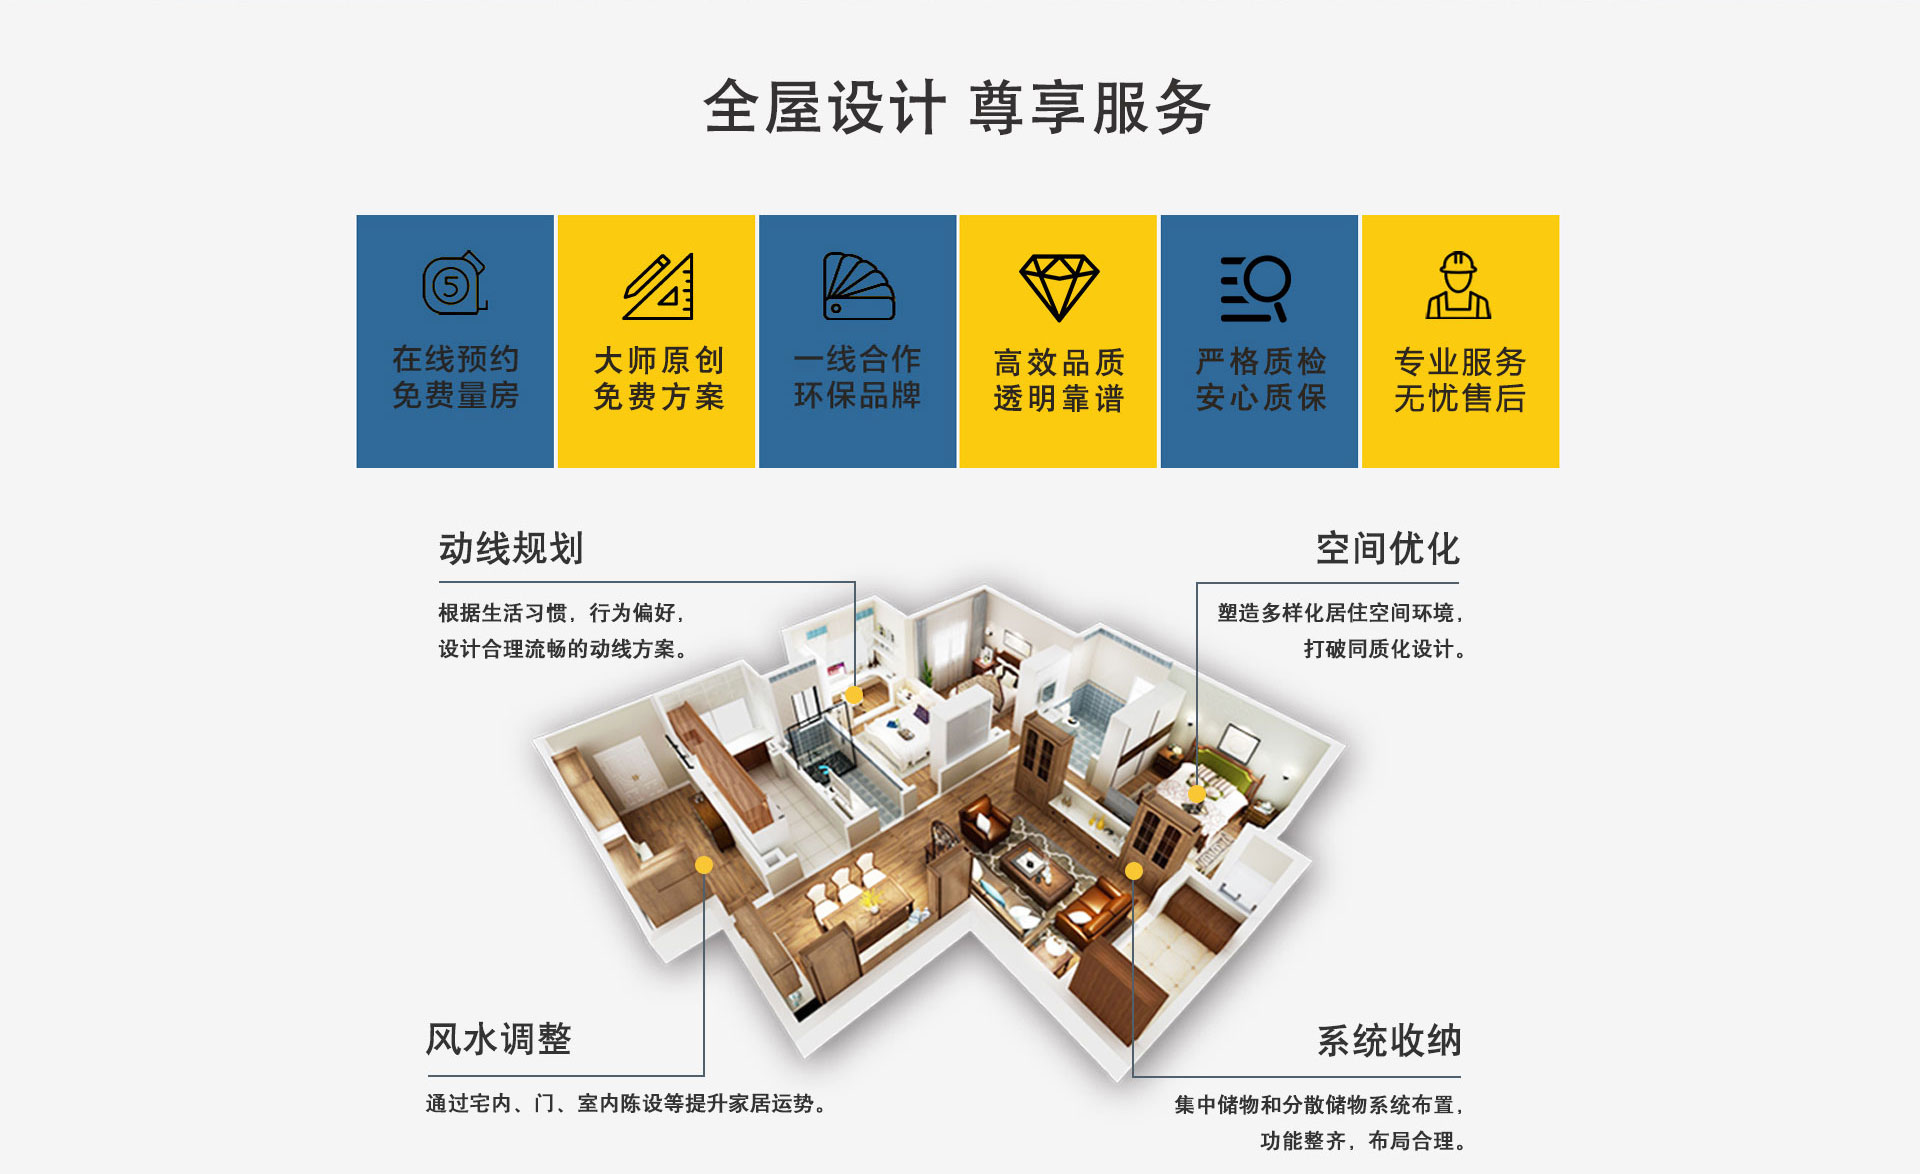 全屋设计 尊享服务
5
在线预约
免费量房
大师原创
免费方案
一线合作
环保品牌
高效品质
透明靠谱
严格质检
安心质保
专业服务
无忧售后
动线规划
根据生活习惯，行为偏好，
设计合理流畅的动线方案。
空间优化
塑造多样化居住空间环境，
打破同质化设计。
风水调整
通过宅内、门、室内陈设等提升家居运势。
系统收纳
集中储物和分散储物系统布置，
功能整齐，布局合理。